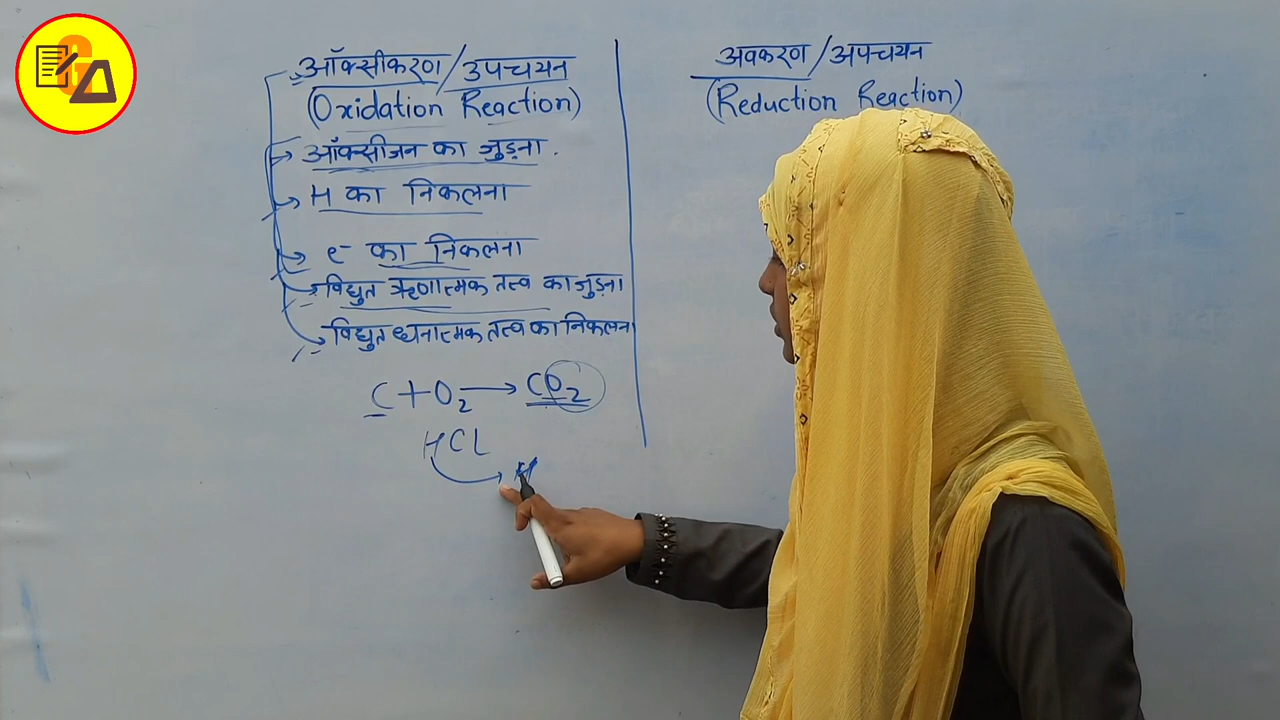 ऑक्सीकरण/उपचयन
(Oxidation Reaction)
ऑक्सीजन का जुड़ना.
H का निकलना
e- का निकलना
विद्युत ऋणात्मक तत्व का जुड़ना
विद्युत धनात्मक तत्व का निकलना
C+O2→CO2
HCL
H
अवकरण/अपचयन
(Reduction Reaction)